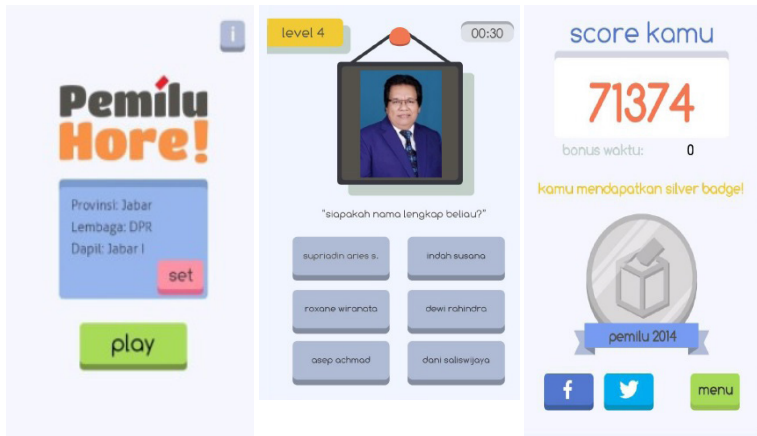 i
Pemilu
Hore!
Provinsi: Jabar
Lembaga: DPR
Dapil: Jabar I
set
play
level 4
00:30
"siapakah nama lengkap beliau?"
supriadin aries s.
indah susana
roxane wiranata
dewi rahindra
asep achmad
dani saliswijaya
score kamu
71374
bonus waktu: 0
kamu mendapatkan silver badge!
pemilu 2014
f
menu